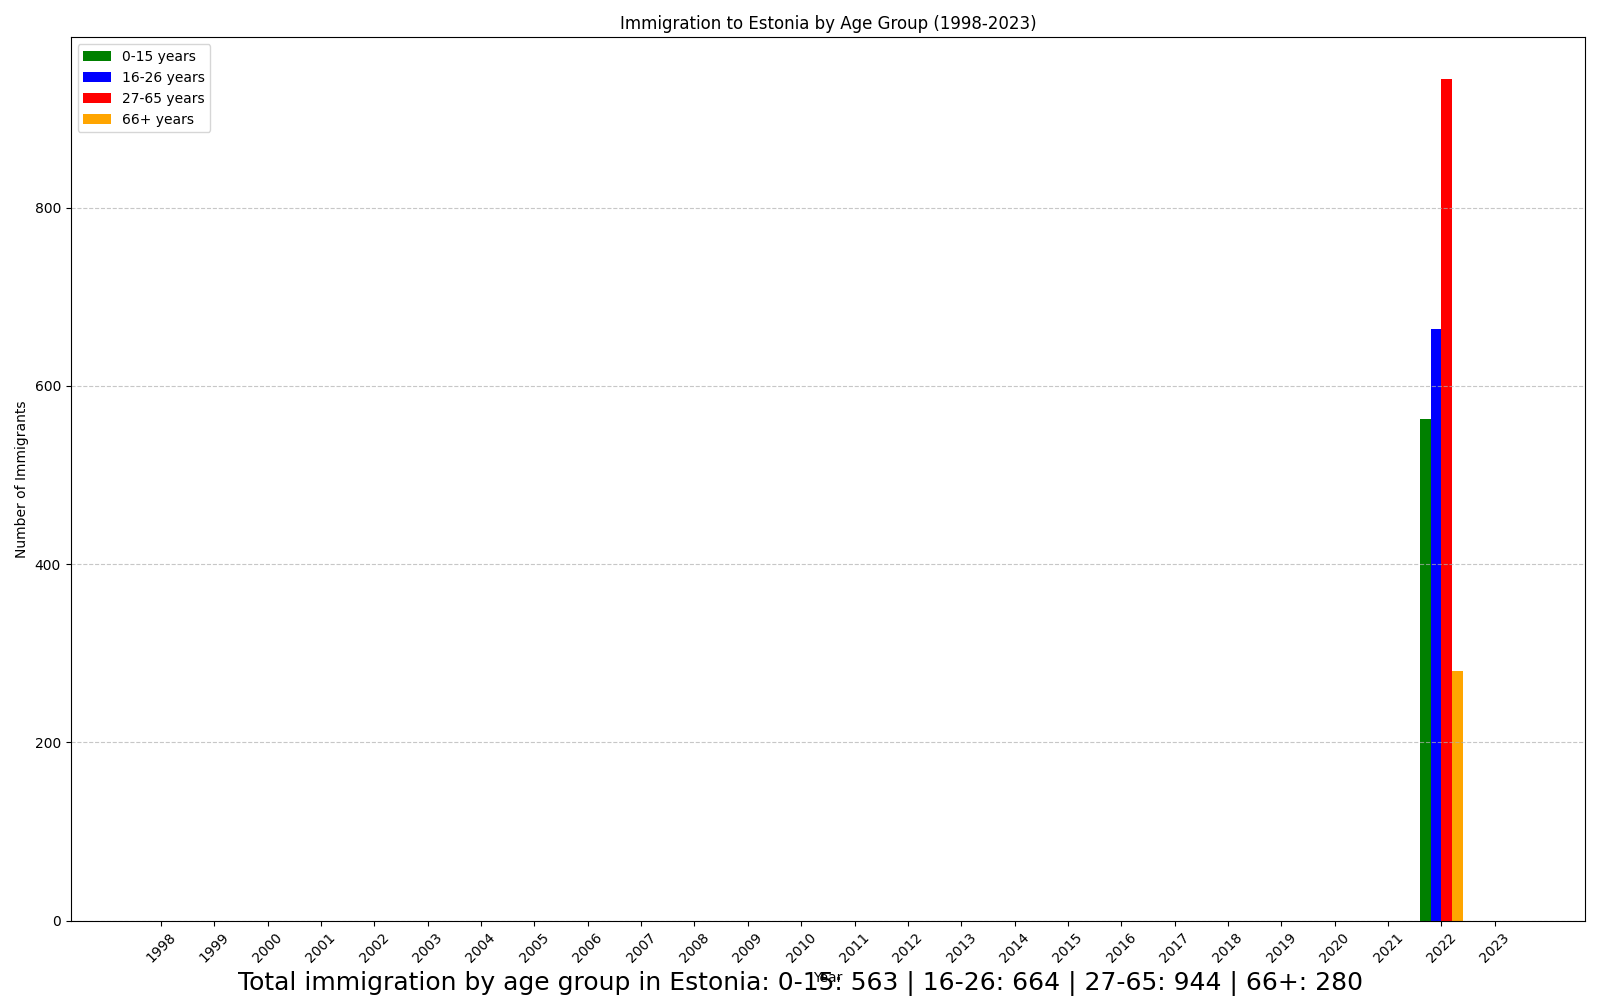 Immigration to Estonia by Age Group (1998-2023)
0-15 years
16-26 years
27-65 years
66+ years
Number of Immigrants
800
600
400
200
0
1998 1999 2000 2001 2002 2003 2004 2005 2006 2007 2008 2009 2010 2011 2012 2013 2014 2015 2016 2017 2018 2019 2020 2021 2022 2023
Year
Total immigration by age group in Estonia: 0-15: 563 | 16-26: 664 | 27-65: 944 | 66+: 280